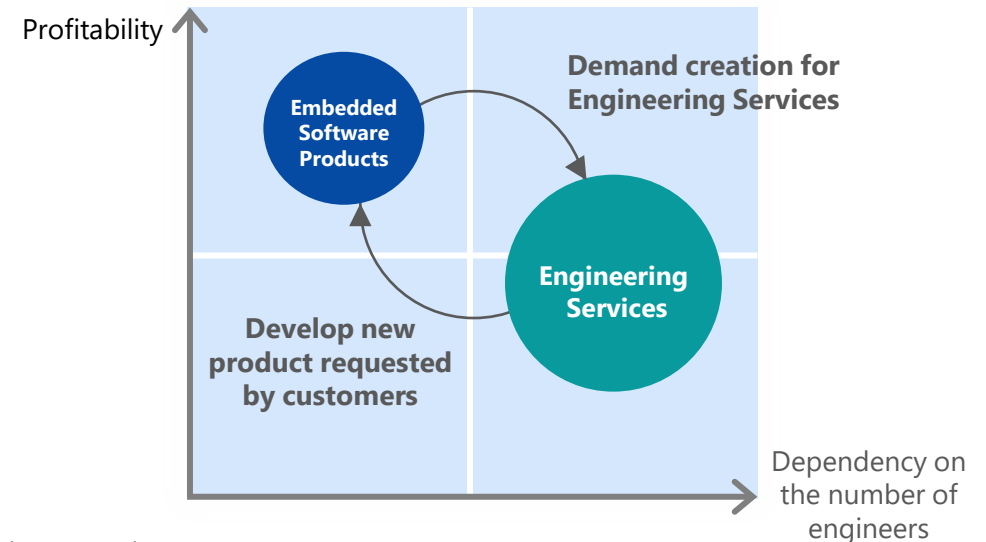 Profitability
Embedded
Software
Products
Demand creation for
Engineering Services
Engineering
Services
Develop new
product requested
by customers
Dependency on
the number of
engineers